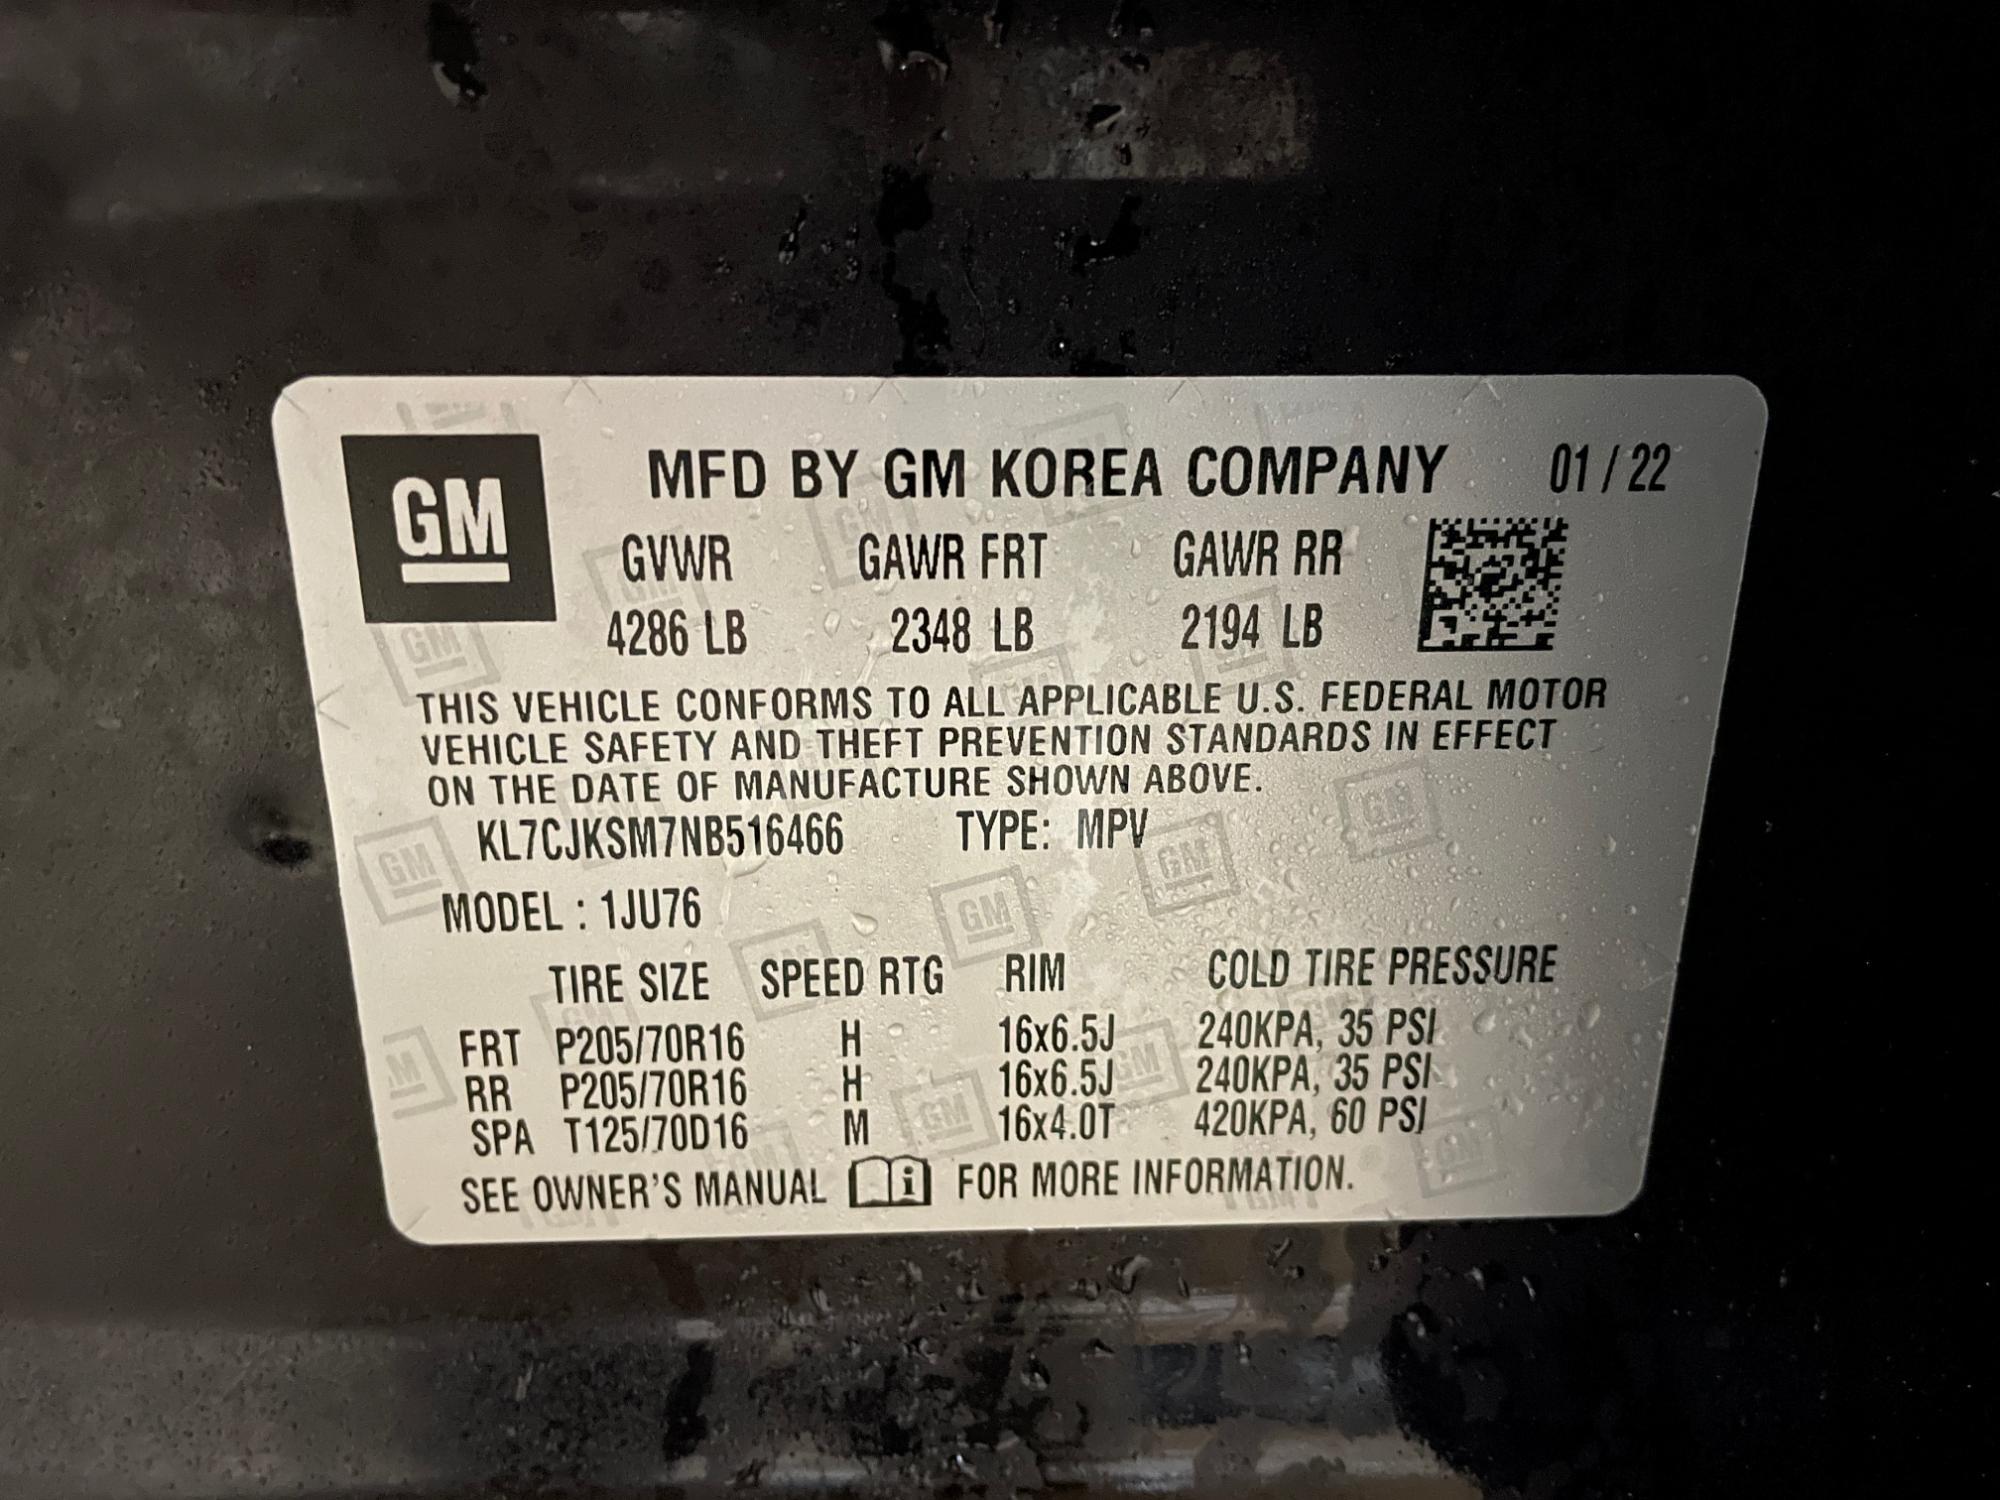 GM
MFD BY GM KOREA COMPANY 01 / 22
GVWR GAWR FRT GAWR RR
4286 LB 2348 LB 2194 LB
THIS VEHICLE CONFORMS TO ALL APPLICABLE U.S. FEDERAL MOTOR
VEHICLE SAFETY AND THEFT PREVENTION STANDARDS IN EFFECT
ON THE DATE OF MANUFACTURE SHOWN ABOVE.
KL7CJKSM7NB516466 TYPE: MPV
MODEL : 1JU76
TIRE SIZE SPEED RTG RIM COLD TIRE PRESSURE
FRT P205/70R16 H 16x6.5J 240KPA, 35 PSI
RR P205/70R16 H 16x6.5J 240KPA, 35 PSI
SPA T125/70D16 M 16x4.0T 420KPA, 60 PSI
SEE OWNER'S MANUAL i FOR MORE INFORMATION.